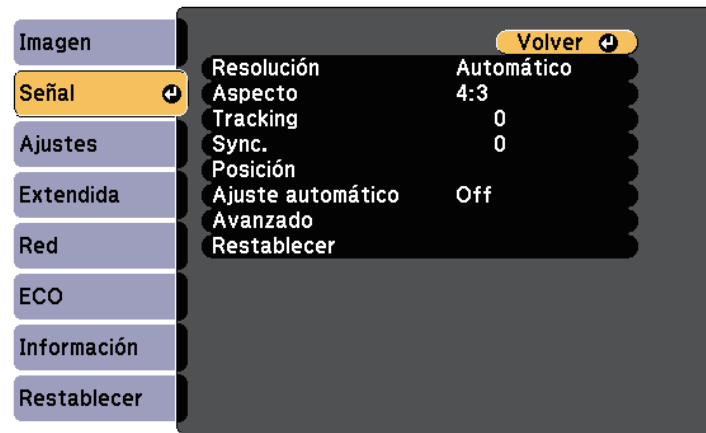 Imagen
Señal
Ajustes
Extendida
Red
ECO
Información
Restablecer
Volver
Resolución Automático
Aspecto 4:3
Tracking 0
Sync. 0
Posición
Ajuste automático Off
Avanzado
Restablecer